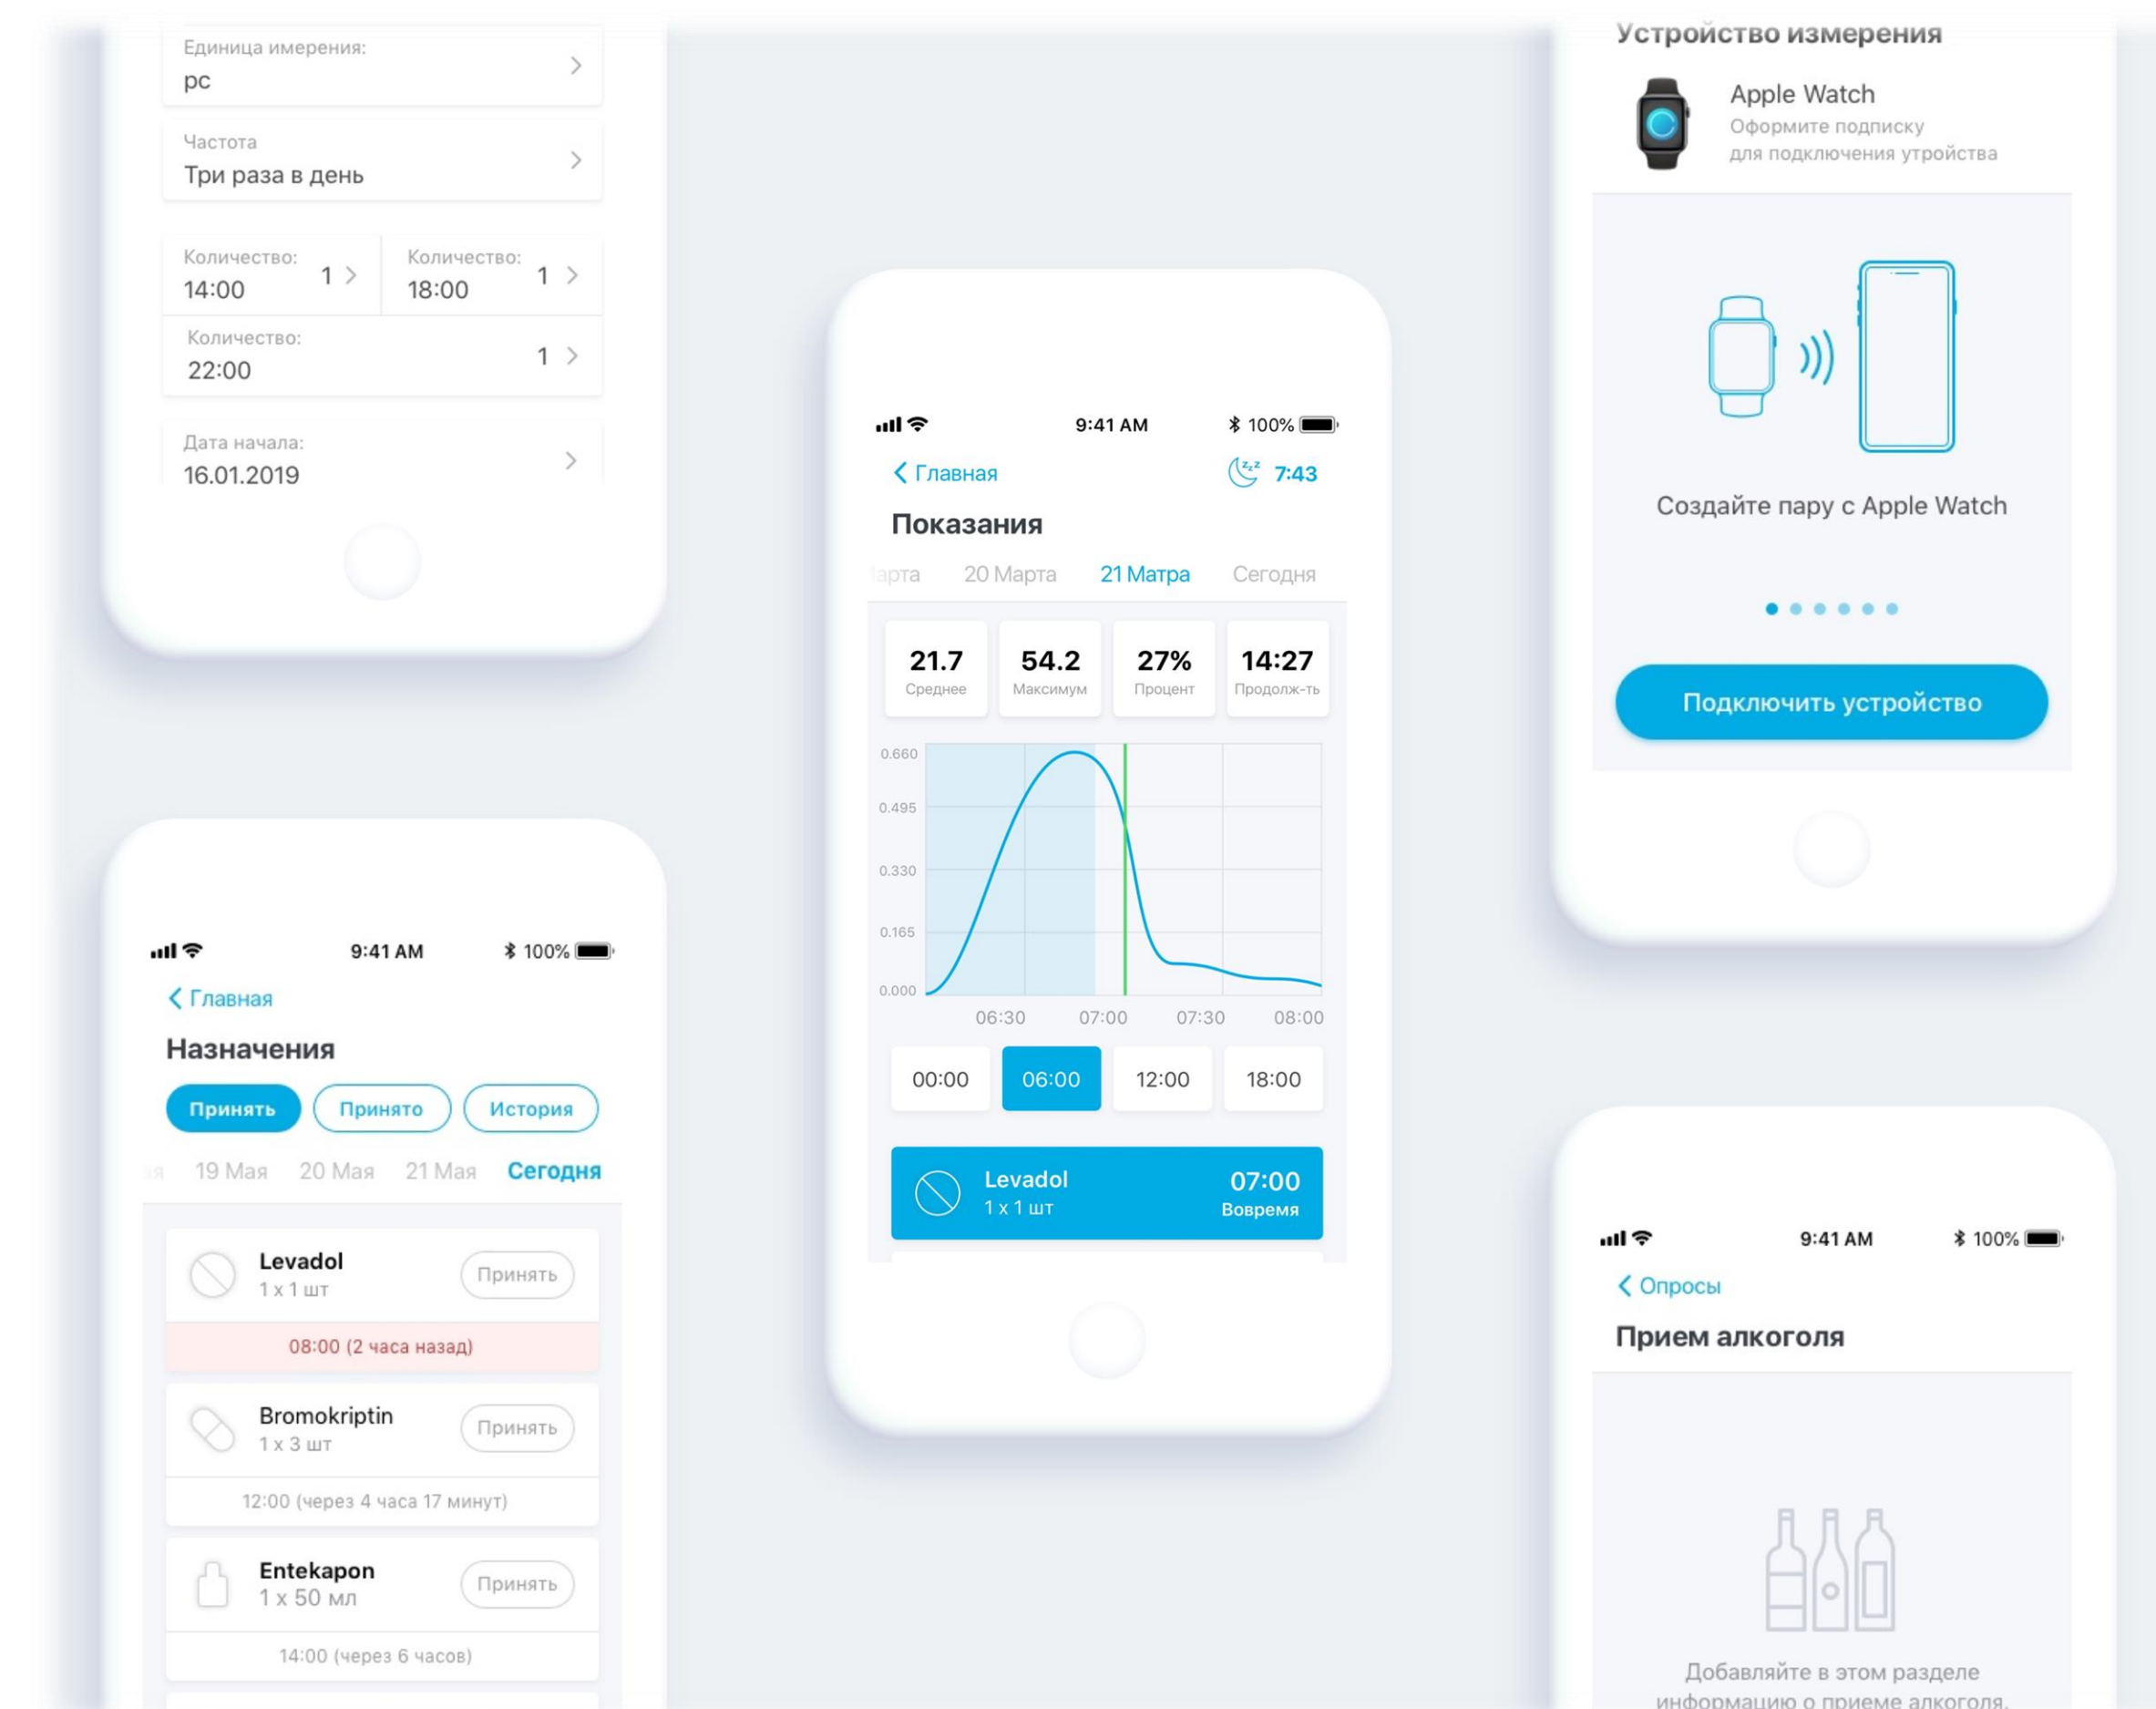 Единица имерения:
pc
Частота
Три раза в день
Количество:
14:00
1
Количество:
18:00
1
Количество:
22:00
1
Дата начала:
16.01.2019
9:41 AM
100%
Главная
Назначения
Принять
Принято
История
ля 19 Мая 20 Мая 21 Мая Сегодня
Levadol
1 x 1 шт
Принять
08:00 (2 часа назад)
Bromokriptin
1 x 3 шт
Принять
12:00 (через 4 часа 17 минут)
Entekapon
1 x 50 мл
Принять
14:00 (через 6 часов)
9:41 AM
100%
Главная
zzz 7:43
Показания
арта 20 Марта 21 Матра Сегодня
21.7
Среднее
54.2
Максимум
27%
Процент
14:27
Продолж-ть
0.660
0.495
0.330
0.165
0.000
06:30 07:00 07:30 08:00
00:00 06:00 12:00 18:00
Levadol
1 x 1 шт
07:00
Вовремя
Устройство измерения
Apple Watch
Оформите подписку
для подключения утройства
Создайте пару с Apple Watch
Подключить устройство
9:41 AM
100%
Опросы
Прием алкоголя
Добавляйте в этом разделе
информацию о приеме алкоголя.